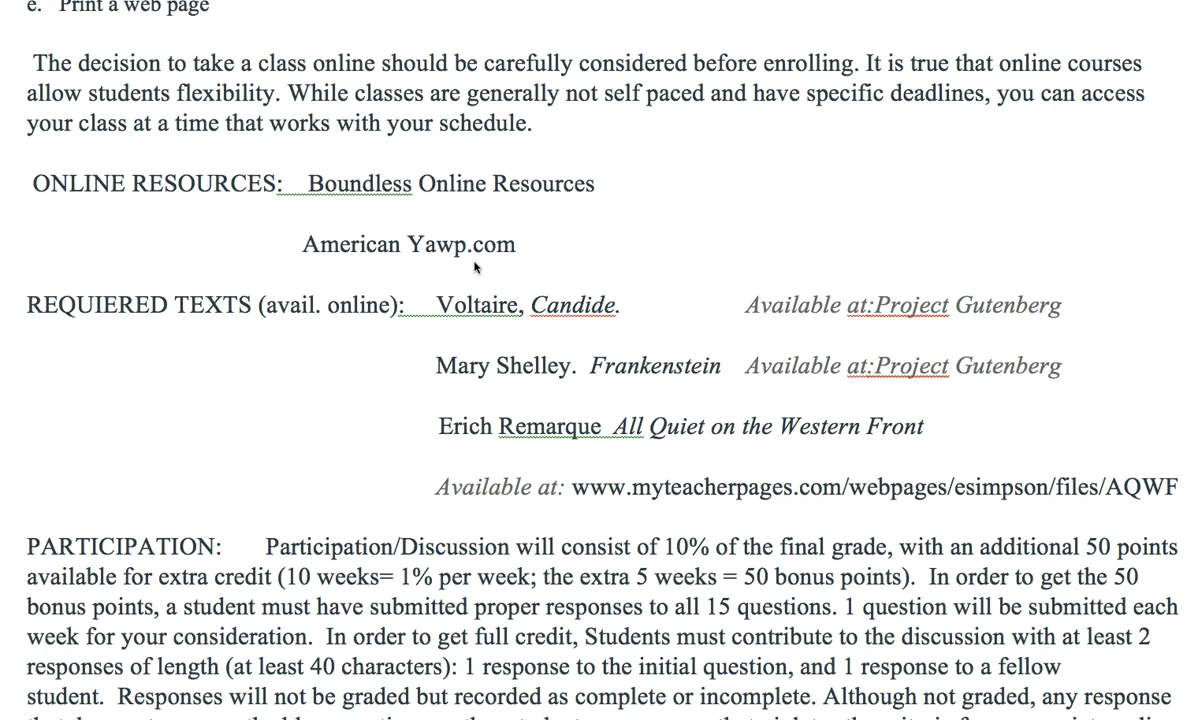 e. Print a web page
The decision to take a class online should be carefully considered before enrolling. It is true that online courses
allow students flexibility. While classes are generally not self paced and have specific deadlines, you can access
your class at a time that works with your schedule.
ONLINE RESOURCES: Boundless Online Resources
American Yawp.com
REQUIERED TEXTS (avail. online): Voltaire, Candide. Available at:Project Gutenberg
Mary Shelley. Frankenstein Available at:Project Gutenberg
Erich Remarque All Quiet on the Western Front
Available at: www.myteacherpages.com/webpages/esimpson/files/AQWF
PARTICIPATION: Participation/Discussion will consist of 10% of the final grade, with an additional 50 points
available for extra credit (10 weeks= 1% per week; the extra 5 weeks = 50 bonus points). In order to get the 50
bonus points, a student must have submitted proper responses to all 15 questions. 1 question will be submitted each
week for your consideration. In order to get full credit, Students must contribute to the discussion with at least 2
responses of length (at least 40 characters): 1 response to the initial question, and 1 response to a fellow
student. Responses will not be graded but recorded as complete or incomplete. Although not graded, any response